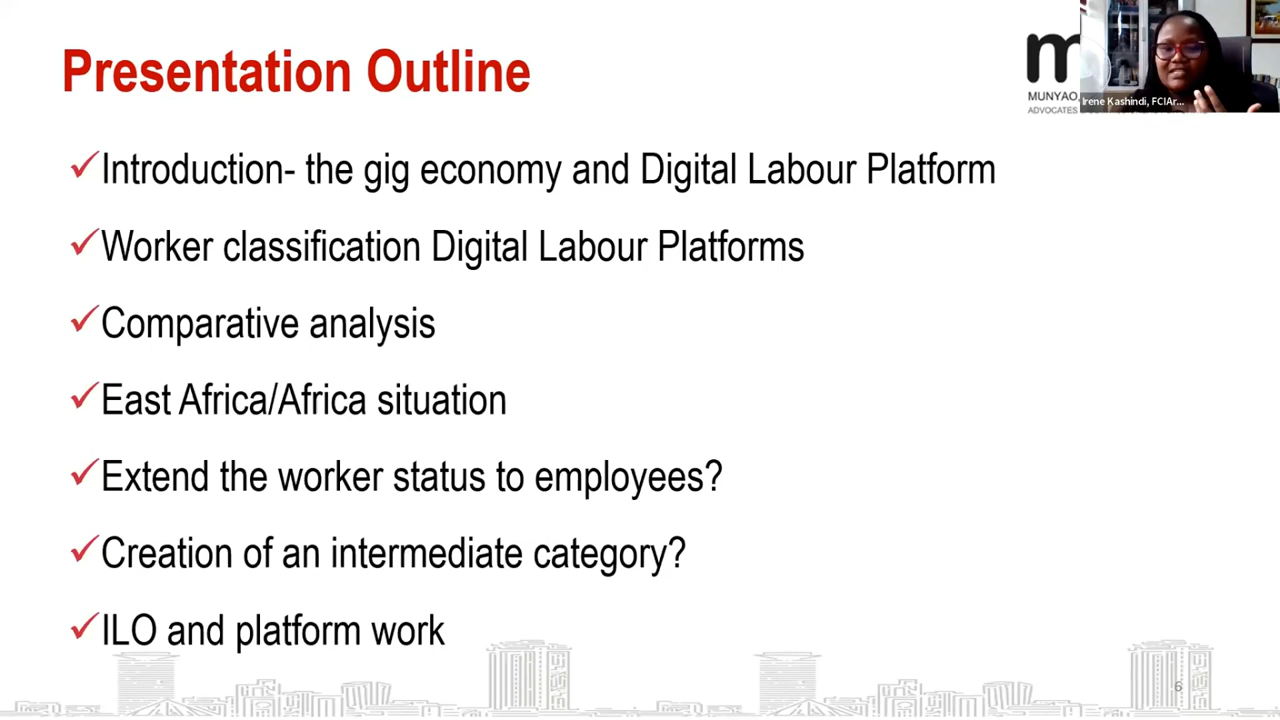 Presentation Outline
m
MUNYAO
ADVOCATES
Irene Kashindi, FCIAr...
✓Introduction- the gig economy and Digital Labour Platform
✓Worker classification Digital Labour Platforms
✓Comparative analysis
✓East Africa/Africa situation
✓Extend the worker status to employees?
✓Creation of an intermediate category?
✓ILO and platform work
6